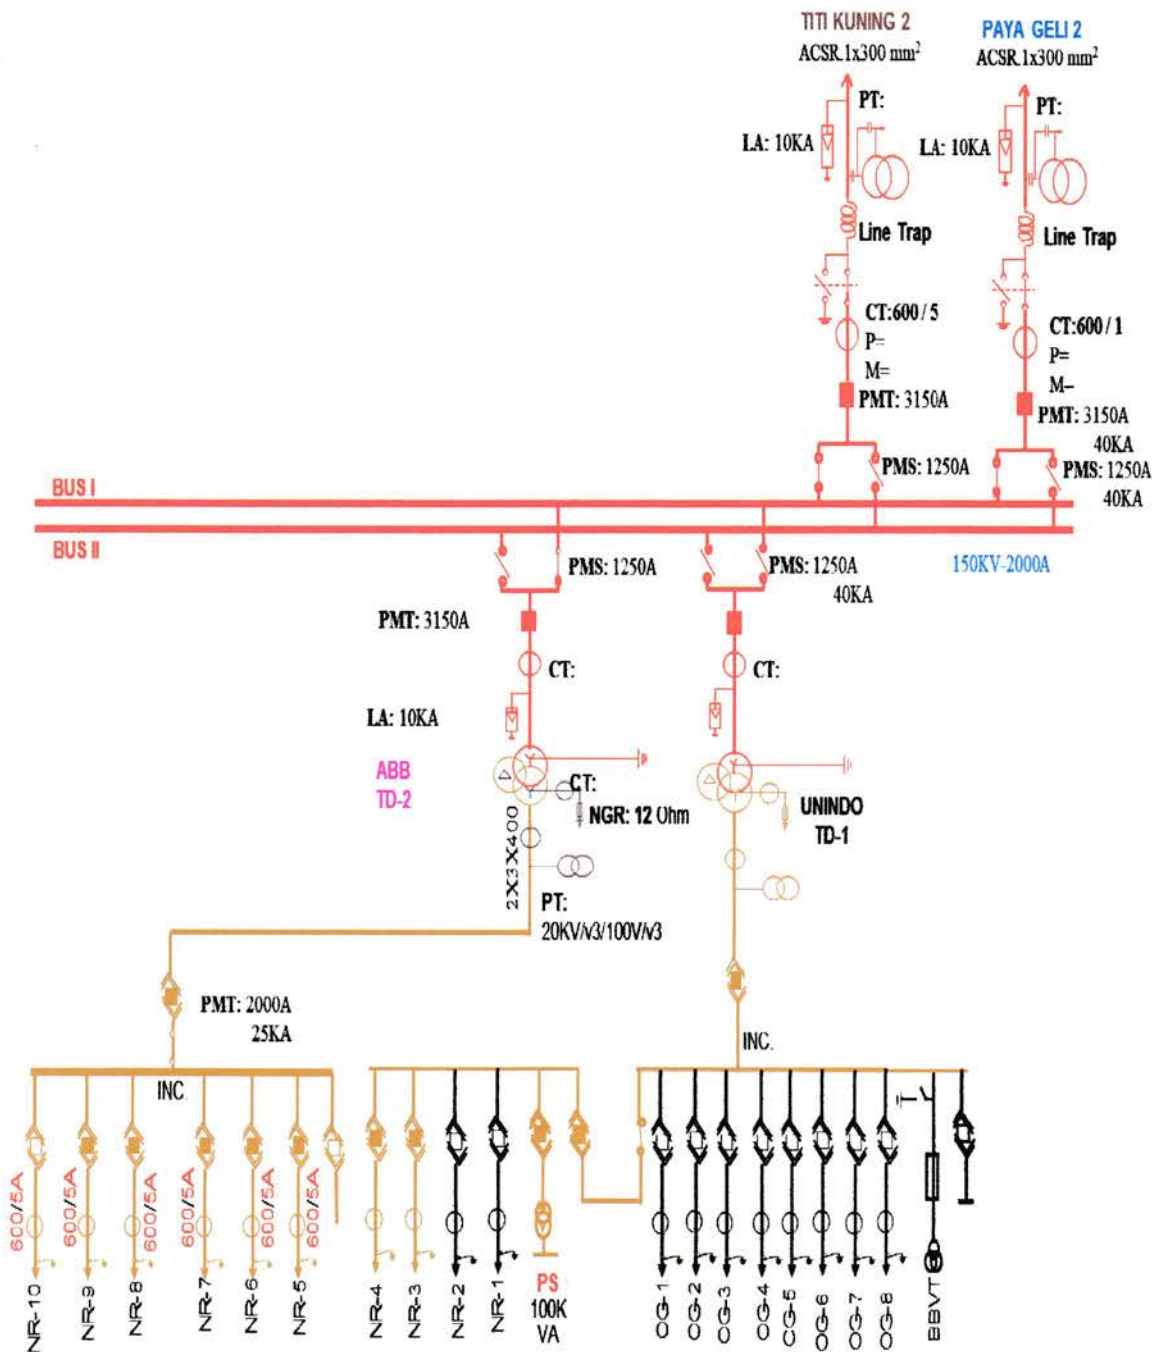 TITI KUNING 2
ACSR.1x300 mm²
PAYA GELI 2
ACSR.1x300 mm²
PT:
LA: 10KA
PT:
LA: 10KA
Line Trap
Line Trap
CT:600 / 5
P=
M=
CT:600 / 1
P=
M–
PMT: 3150A
PMT: 3150A
40KA
PMS: 1250A
PMS: 1250A
40KA
BUS I
BUS II
PMS: 1250A
PMS: 1250A
40KA
150KV-2000A
PMT: 3150A
CT:
CT:
LA: 10KA
ABB
TD-2
CT:
NGR: 12 Ohm
UNINDO
TD-1
2X3X400
PT:
20KV/v3/100V/v3
PMT: 2000A
25KA
INC.
INC
600/5A
600/5A
600/5A
600/5A
600/5A
600/5A
NR-10
NR-9
NR-8
NR-7
NR-6
NR-5
NR-4
NR-3
NR-2
NR-1
PS
100K
VA
OG-1
OG-2
OG-3
OG-4
CG-5
OG-6
OG-7
OG-8
BBVT